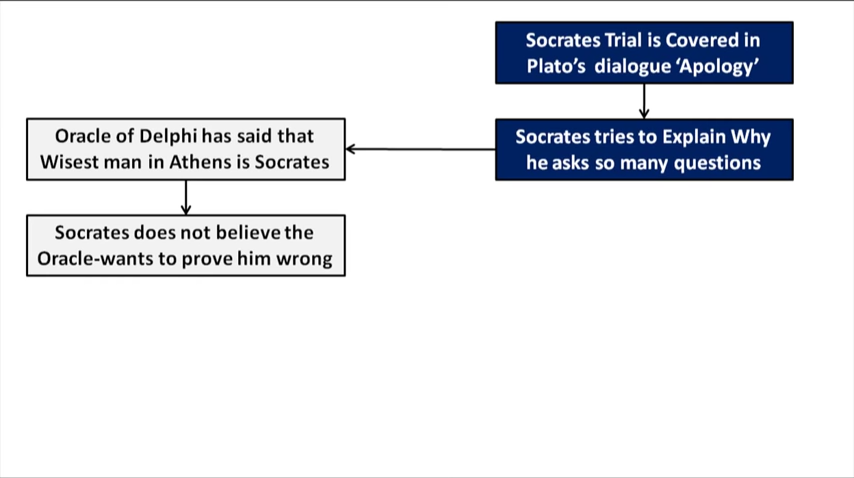 Socrates Trial is Covered in
Plato’s dialogue ‘Apology’
Socrates tries to Explain Why
he asks so many questions
Oracle of Delphi has said that
Wisest man in Athens is Socrates
Socrates does not believe the
Oracle-wants to prove him wrong